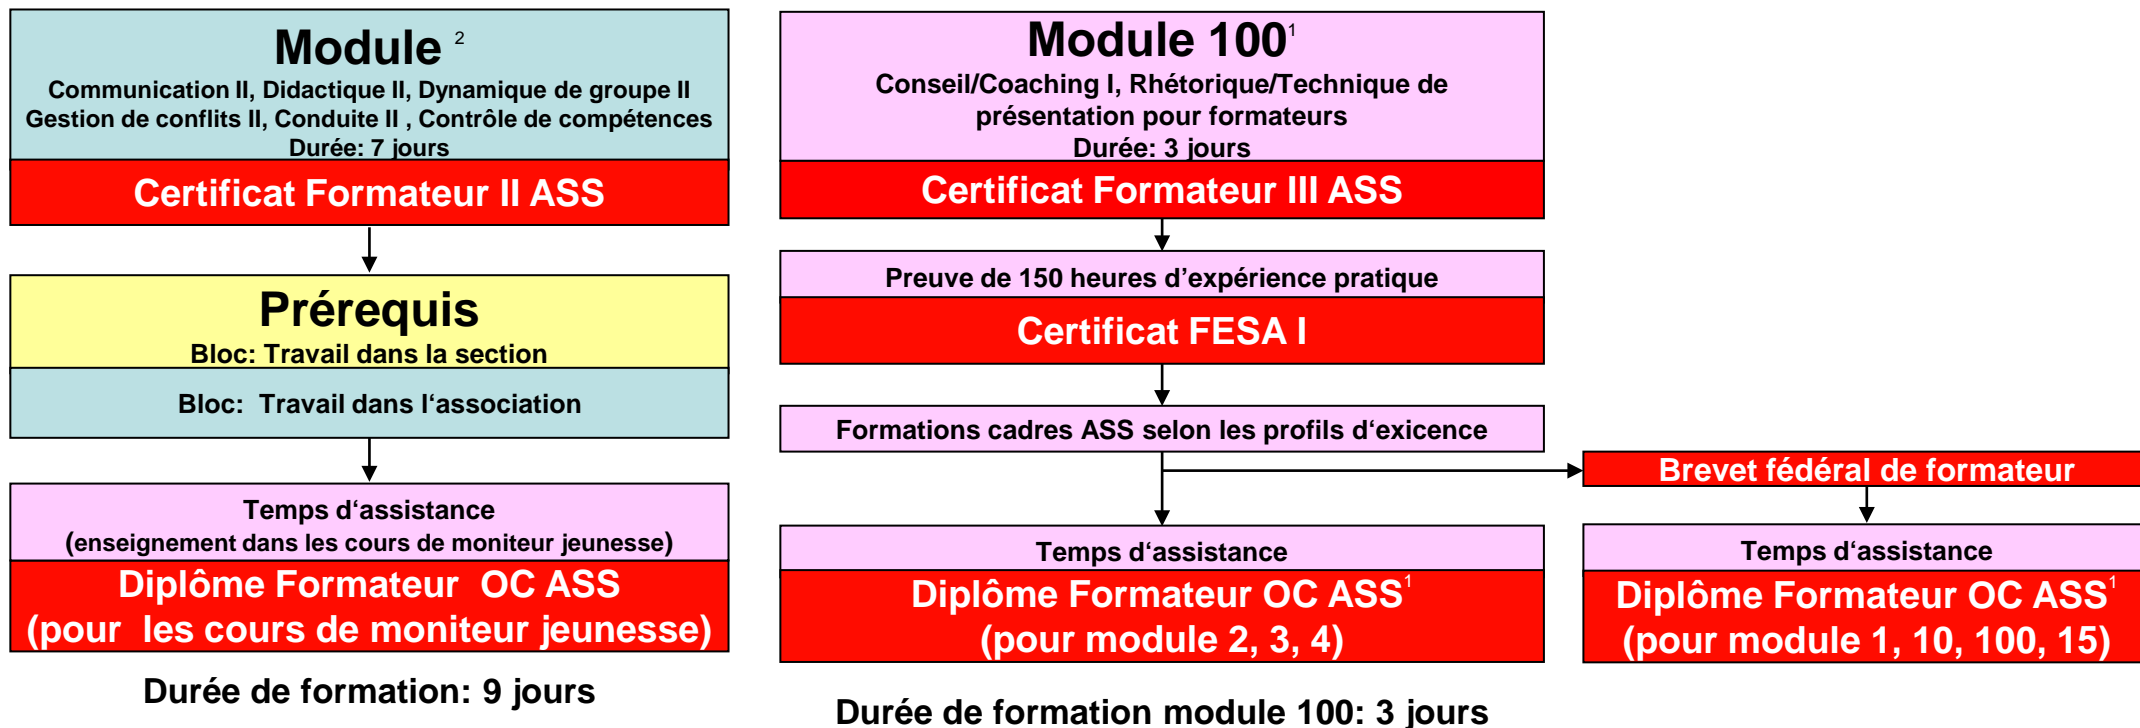 Module 2
Communication II, Didactique II, Dynamique de groupe II
Gestion de conflits II, Conduite II , Contrôle de compétences
Durée: 7 jours
Certificat Formateur II ASS
Prérequis
Bloc: Travail dans la section
Bloc: Travail dans l‘association
Temps d‘assistance
(enseignement dans les cours de moniteur jeunesse)
Diplôme Formateur OC ASS
(pour les cours de moniteur jeunesse)
Durée de formation: 9 jours
Module 100¹
Conseil/Coaching I, Rhétorique/Technique de
présentation pour formateurs
Durée: 3 jours
Certificat Formateur III ASS
Preuve de 150 heures d’expérience pratique
Certificat FESA I
Formations cadres ASS selon les profils d‘exicence
Temps d‘assistance
Diplôme Formateur OC ASS¹
(pour module 2, 3, 4)
Durée de formation module 100: 3 jours
Brevet fédéral de formateur
Temps d‘assistance
Diplôme Formateur OC ASS¹
(pour module 1, 10, 100, 15)